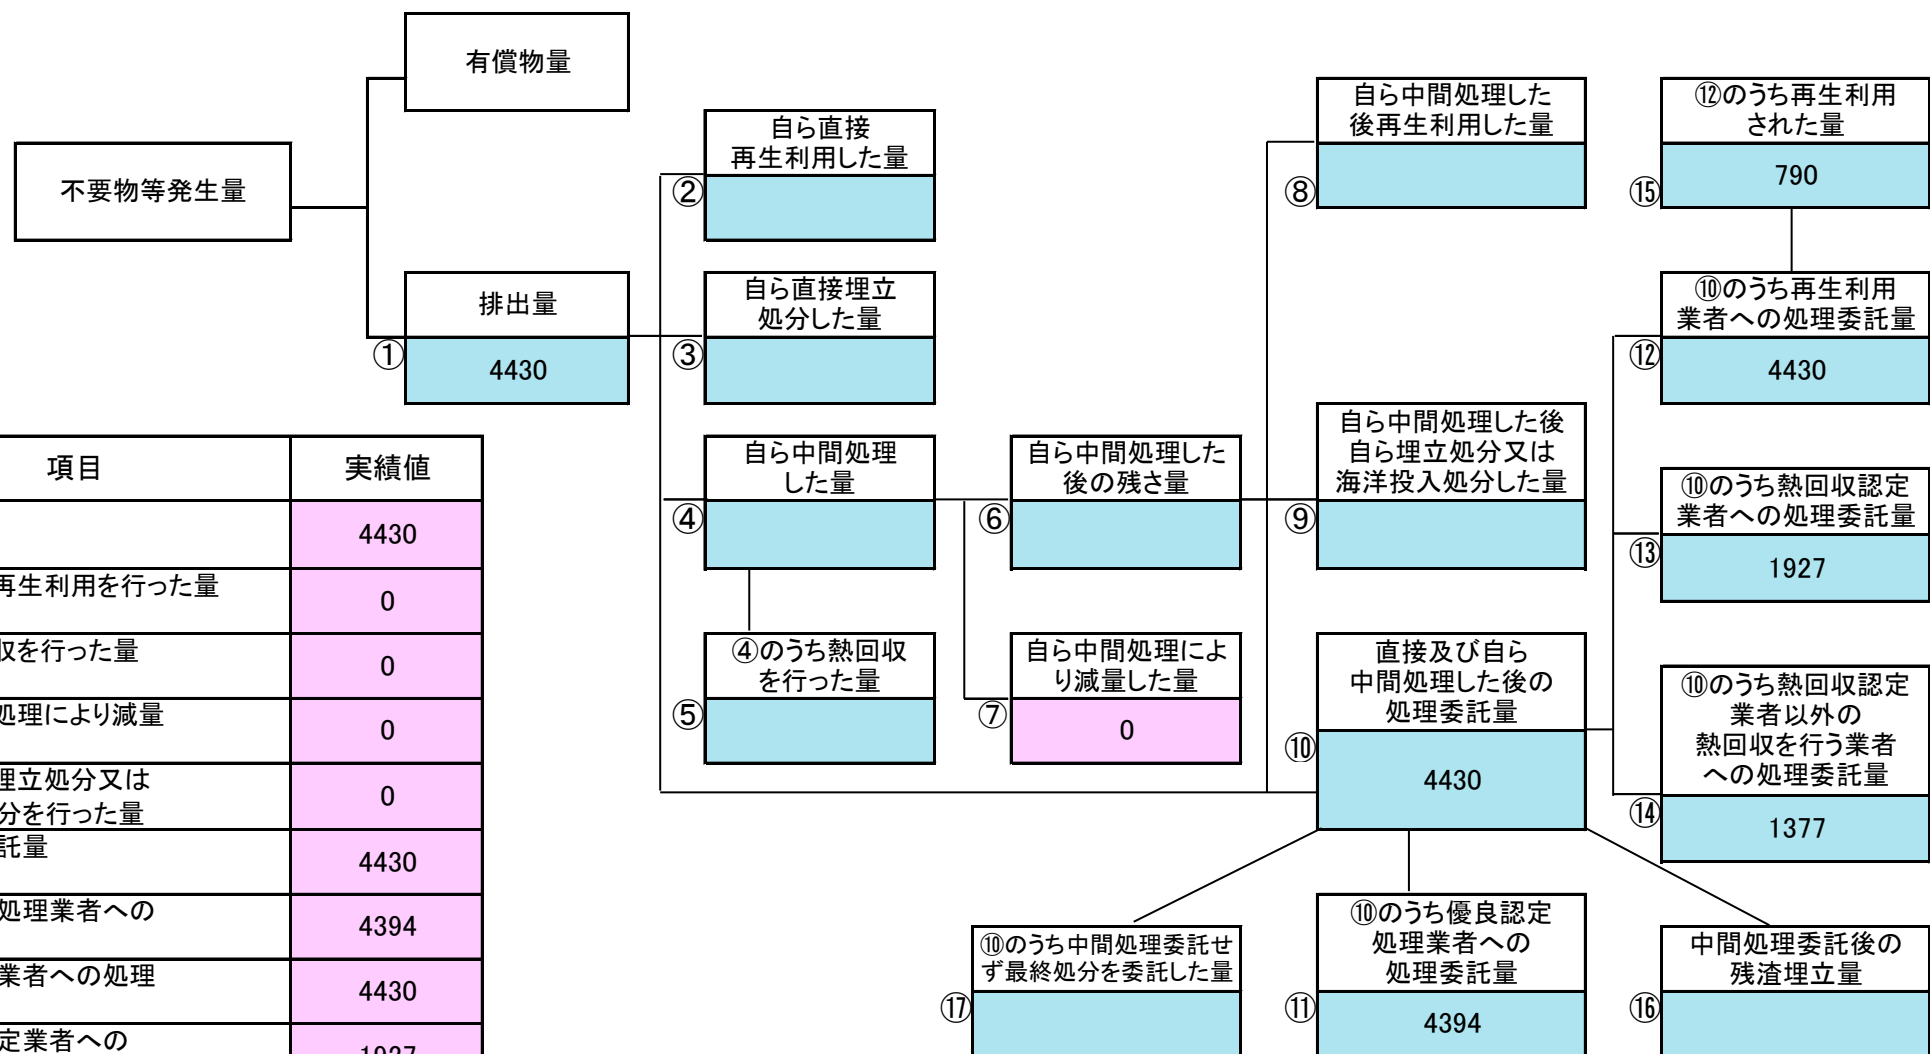 有償物量
不要物等発生量
排出量
①
4430
自ら直接
再生利用した量
②
自ら直接埋立
処分した量
③
自ら中間処理
した量
④
④のうち熱回収
を行った量
⑤
自ら中間処理した
後の残さ量
⑥
自ら中間処理によ
り減量した量
⑦
0
自ら中間処理した
後再生利用した量
⑧
自ら中間処理した後
自ら埋立処分又は
海洋投入処分した量
⑨
直接及び自ら
中間処理した後の
処理委託量
⑩
4430
⑫のうち再生利用
された量
⑮
790
⑩のうち再生利用
業者への処理委託量
⑫
4430
⑩のうち熱回収認定
業者への処理委託量
⑬
1927
⑩のうち熱回収認定
業者以外の
熱回収を行う業者
への処理委託量
⑭
1377
⑩のうち中間処理委託せ
ず最終処分を委託した量
⑰
⑩のうち優良認定
処理業者への
処理委託量
⑪
4394
中間処理委託後の
残渣埋立量
⑯
項目
実績値
4430
再生利用を行った量
0
収を行った量
0
処理により減量
0
埋立処分又は
分を行った量
0
託量
4430
処理業者への
4394
業者への処理
4430
定業者への
1927